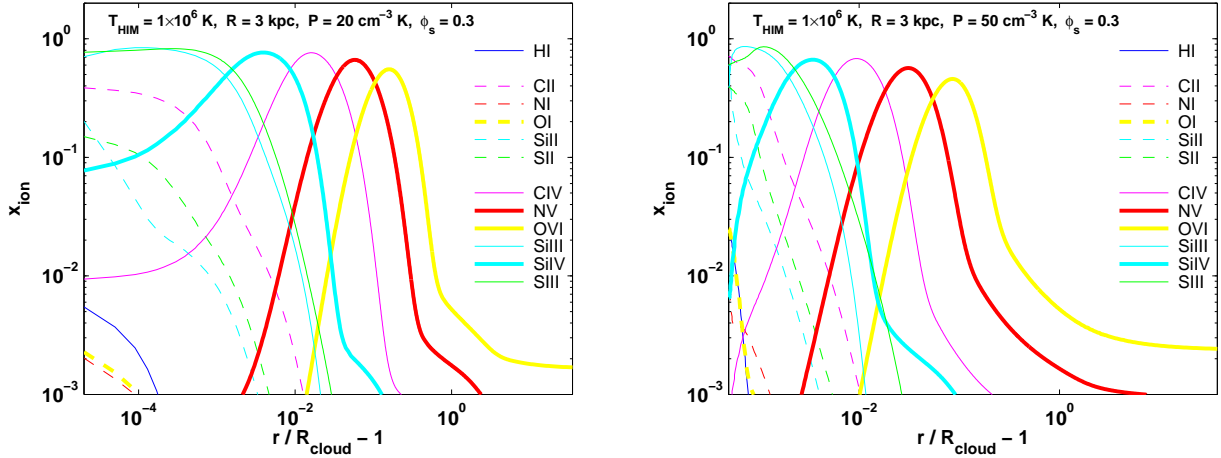 T_HIM = 1×10^6 K, R = 3 kpc, P = 20 cm^−3 K, ϕ_s = 0.3
10^0
10^−1
10^−2
10^−3
x_ion
10^−4
10^−2
10^0
r / R_cloud − 1
HI
CII
NI
OI
SiII
SII
CIV
NV
OVI
SiIII
SiIV
SIII
T_HIM = 1×10^6 K, R = 3 kpc, P = 50 cm^−3 K, ϕ_s = 0.3
10^0
10^−1
10^−2
10^−3
x_ion
10^−2
10^0
r / R_cloud − 1
HI
CII
NI
OI
SiII
SII
CIV
NV
OVI
SiIII
SiIV
SIII